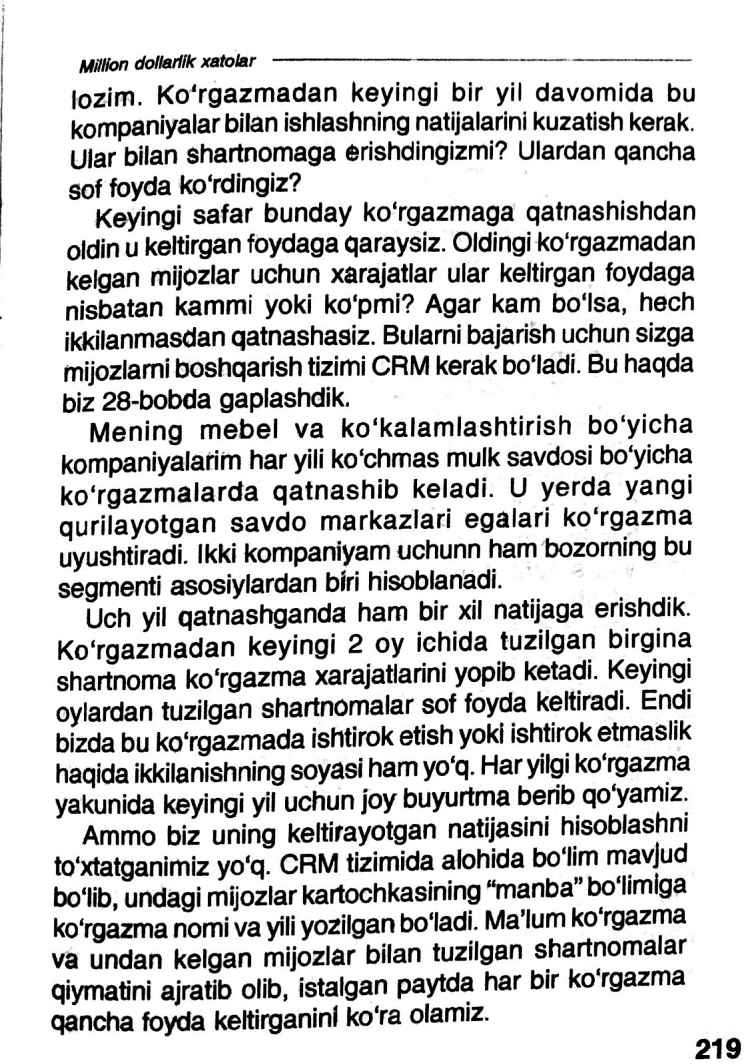 Million dollarlik xatolar
lozim. Ko‘rgazmadan keyingi bir yil davomida bu
kompaniyalar bilan ishlashning natijalarini kuzatish kerak.
Ular bilan shartnomaga erishdingizmi? Ulardan qancha
sof foyda ko‘rdingiz?
Keyingi safar bunday ko‘rgazmaga qatnashishdan
oldin u keltirgan foydaga qaraysiz. Oldingi ko‘rgazmadan
kelgan mijozlar uchun xarajatlar ular keltirgan foydaga
nisbatan kammi yoki ko‘pmi? Agar kam bo‘lsa, hech
ikkilanmasdan qatnashasiz. Bularni bajarish uchun sizga
mijozlarni boshqarish tizimi CRM kerak bo‘ladi. Bu haqda
biz 28-bobda gaplashdik.
Mening mebel va ko‘kalamlashtirish bo‘yicha
kompaniyalarim har yili ko‘chmas mulk savdosi bo‘yicha
ko‘rgazmalarda qatnashib keladi. U yerda yangi
qurilayotgan savdo markazlari egalari ko‘rgazma
uyushtiradi. Ikki kompaniyam uchunn ham bozorning bu
segmenti asosiylardan biri hisoblanadi.
Uch yil qatnashganda ham bir xil natijaga erishdik.
Ko‘rgazmadan keyingi 2 oy ichida tuzilgan birgina
shartnoma ko‘rgazma xarajatlarini yopib ketadi. Keyingi
oylardan tuzilgan shartnomalar sof foyda keltiradi. Endi
bizda bu ko‘rgazmada ishtirok etish yoki ishtirok etmaslik
haqida ikkilanishning soyasi ham yo‘q. Har yilgi ko‘rgazma
yakunida keyingi yil uchun joy buyurtma berib qo‘yamiz.
Ammo biz uning keltirayotgan natijasini hisoblashni
to‘xtatganimiz yo‘q. CRM tizimida alohida bo‘lim mavjud
bo‘lib, undagi mijozlar kartochkasining “manba” bo‘limiga
ko‘rgazma nomi va yili yozilgan bo‘ladi. Ma’lum ko‘rgazma
va undan kelgan mijozlar bilan tuzilgan shartnomalar
qiymatini ajratib olib, istalgan paytda har bir ko‘rgazma
qancha foyda keltirganini ko‘ra olamiz.
219